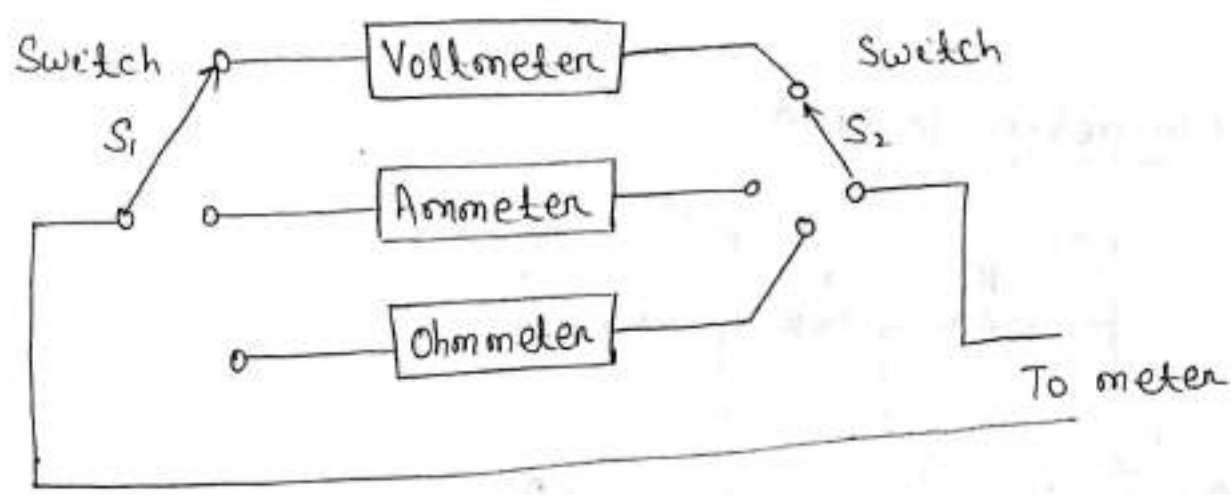 Switch
Voltmeter
Switch
S₁
S₂
Ammeter
Ohmmeter
To meter